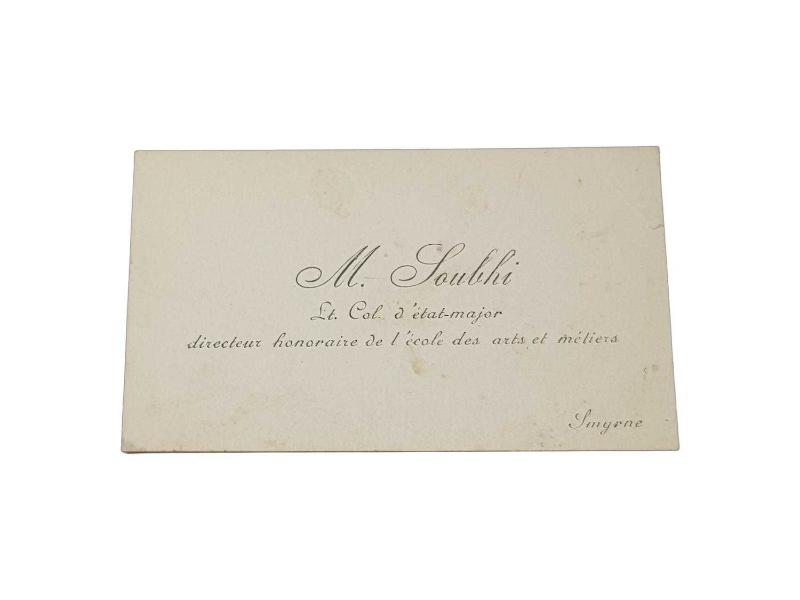 M. Soubhi
Lt. Col. d'état-major
directeur honoraire de l'école des arts et métiers
Smyrne